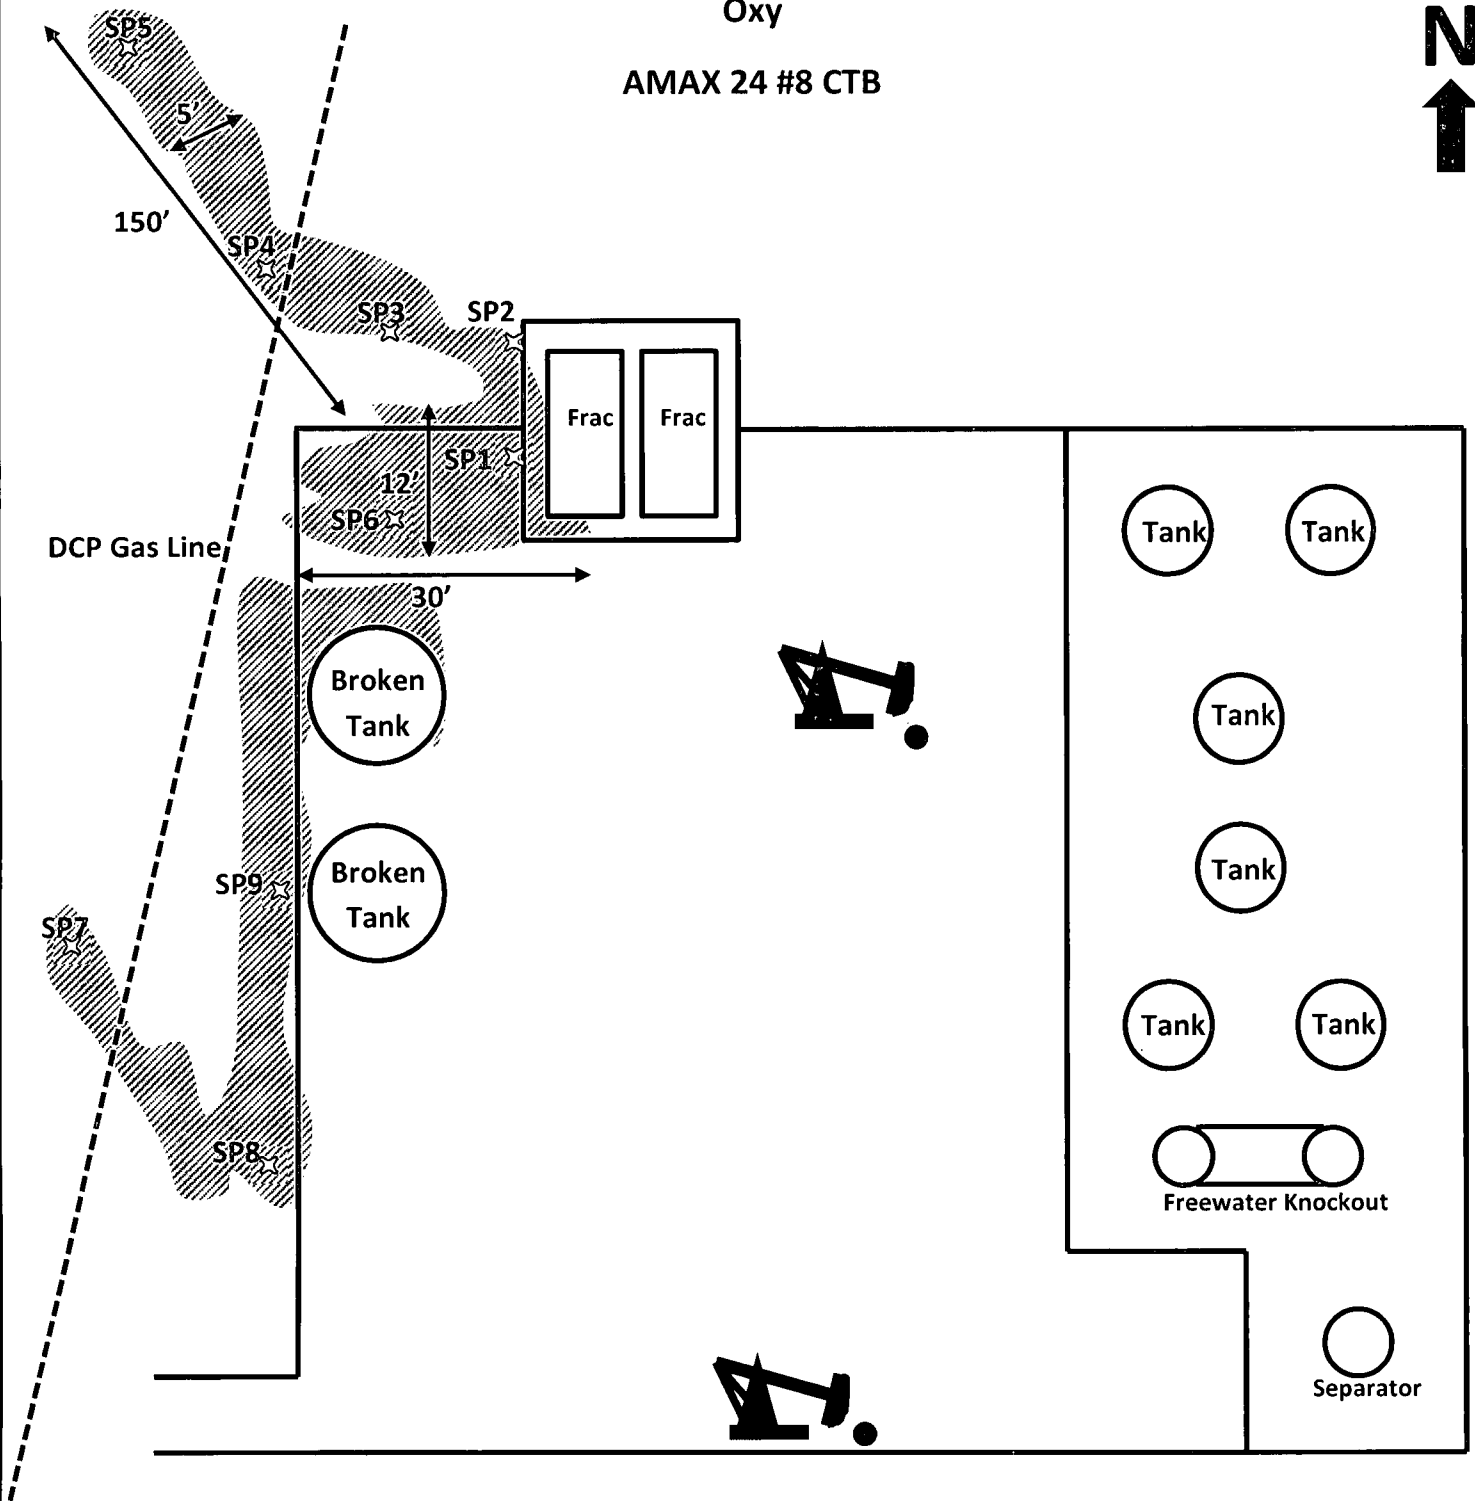 Oxy
AMAX 24 #8 CTB
N
SP5
5'
150'
SP4
SP3
SP2
Frac
Frac
SP1
12'
SP6
DCP Gas Line
30'
Tank
Tank
Broken
Tank
Tank
Broken
Tank
Tank
SP9
SP7
Tank
Tank
SP8
Freewater Knockout
Separator